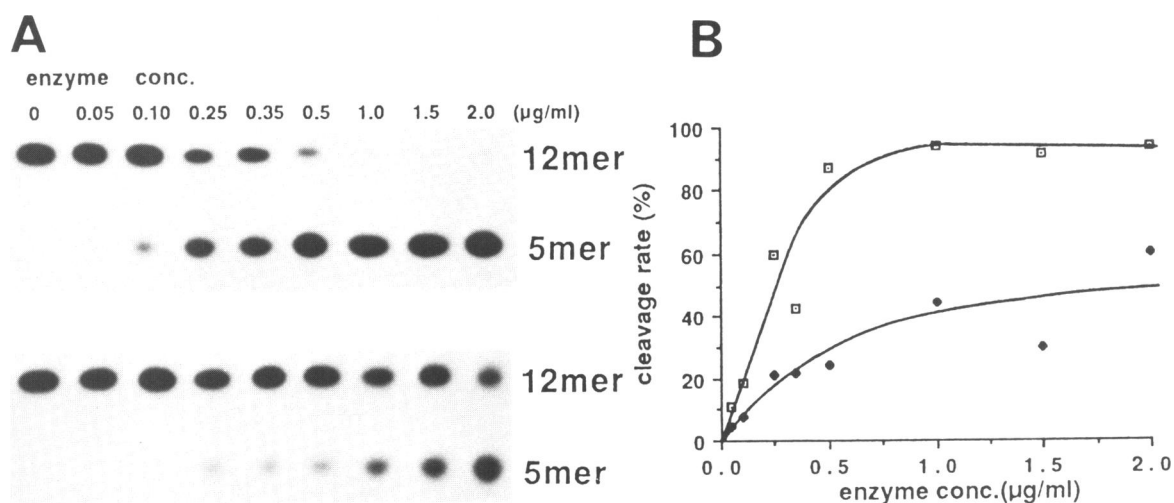 A
enzyme conc.
0 0.05 0.10 0.25 0.35 0.5 1.0 1.5 2.0 (µg/ml)
12mer
5mer
12mer
5mer
B
cleavage rate (%)
100
80
60
40
20
0
0.0 0.5 1.0 1.5 2.0
enzyme conc.(µg/ml)